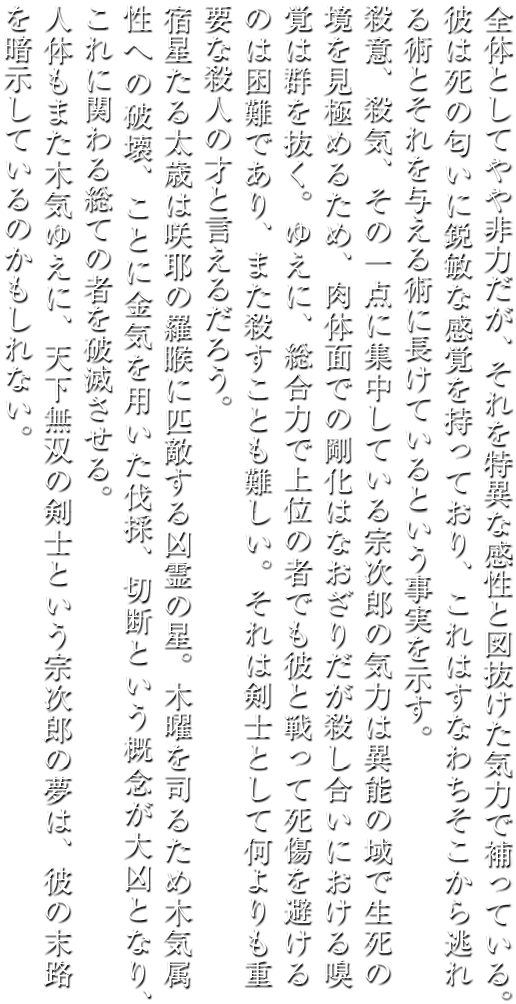 全体としてやや非力だが、それを特異な感性と図抜けた気力で補っている。
彼は死の匂いに鋭敏な感覚を持っており、これはすなわちそこから逃れ
る術とそれを与える術に長けているという事実を示す。
殺意、殺気、その一点に集中している宗次郎の気力は異能の域で生死の
境を見極めるため、肉体面での剛化はなおざりだが殺し合いにおける嗅
覚は群を抜く。ゆえに、総合力で上位の者でも彼と戦って死傷を避ける
のは困難であり、また殺すことも難しい。それは剣士として何よりも重
要な殺人の才と言えるだろう。
宿星たる太歳は咲耶の羅睺に匹敵する凶霊の星。木曜を司るため木気属
性への破壊、ことに金気を用いた伐採、切断という概念が大凶となり、
これに関わる総ての者を破滅させる。
人体もまた木気ゆえに、天下無双の剣士という宗次郎の夢は、彼の末路
を暗示しているのかもしれない。